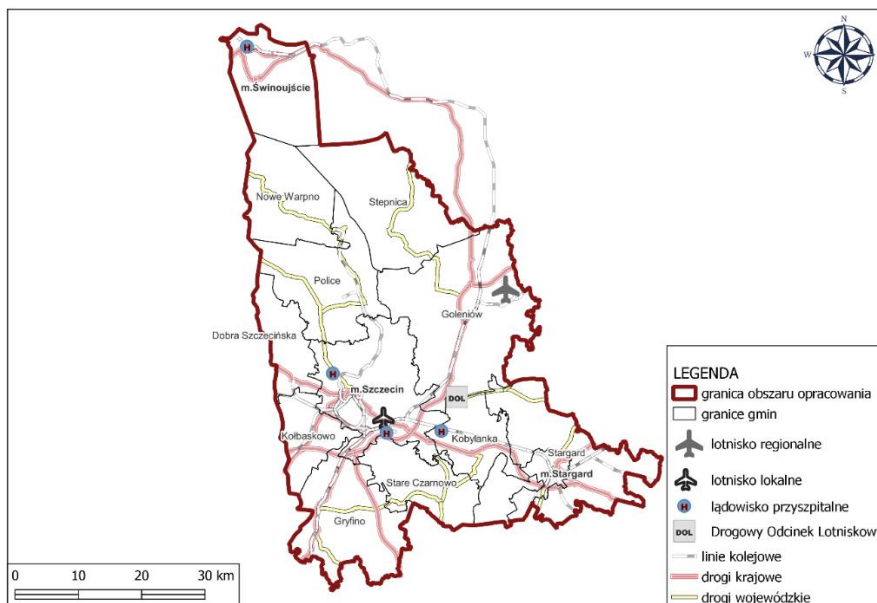 N
W
E
S
H
m.Świnoujście
Nowe Warpno
Stepnica
Police
Goleniów
Dobra Szczecińska
H
m.Szczecin
DOL
Kołbaskowo
H
H
Kobylanka
Stargard
m.Stargard
Stare Czarnowo
Gryfino
0 10 20 30 km
LEGENDA
granica obszaru opracowania
granice gmin
lotnisko regionalne
lotnisko lokalne
H lądowisko przyszpitalne
DOL Drogowy Odcinek Lotniskow
linie kolejowe
drogi krajowe
drogi wojewódzkie